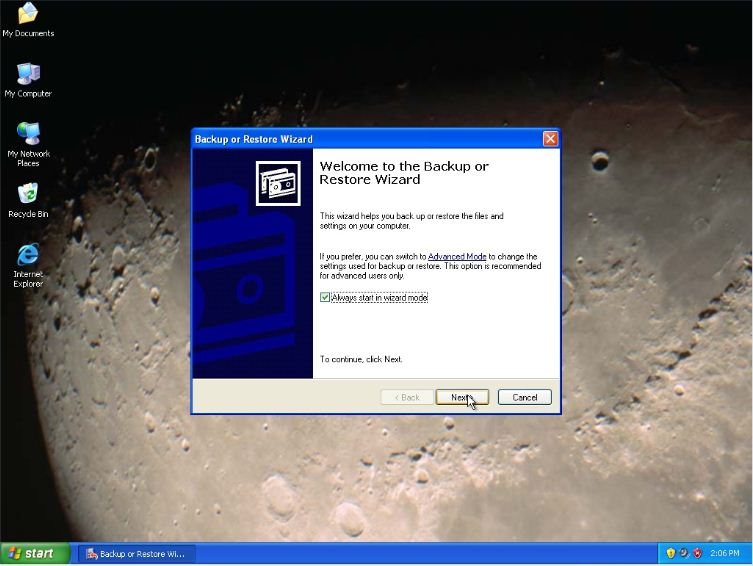 My Documents
My Computer
My Network
Places
Recycle Bin
Internet
Explorer
Backup or Restore Wizard
Welcome to the Backup or
Restore Wizard
This wizard helps you back up or restore the files and
settings on your computer.
If you prefer, you can switch to Advanced Mode to change the
settings used for backup or restore. This option is recommended
for advanced users only.
Always start in wizard mode
To continue, click Next.
< Back
Next
Cancel
start
Backup or Restore Wi...
2:06 PM